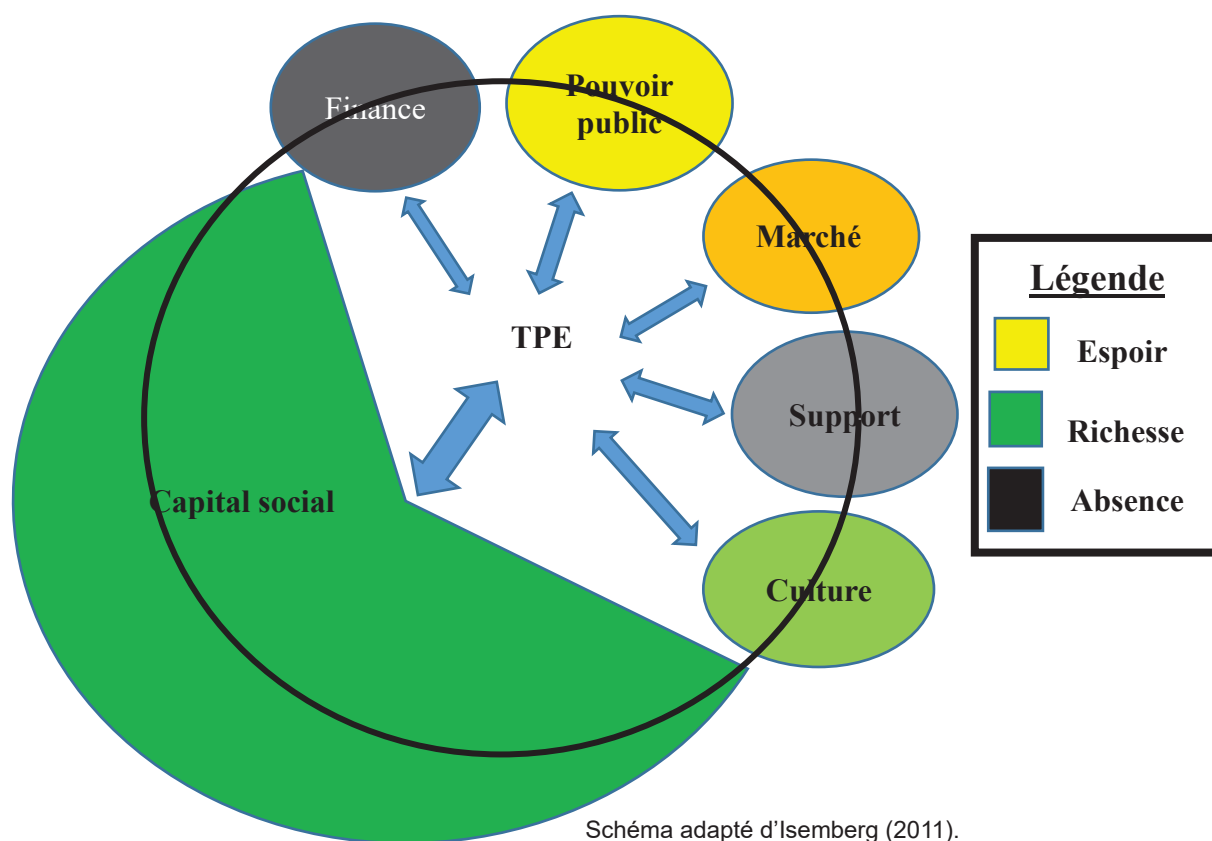 Finance
Pouvoir
public
Marché
TPE
Support
Capital social
Culture
Légende
Espoir
Richesse
Absence
Schéma adapté d’Isemberg (2011).